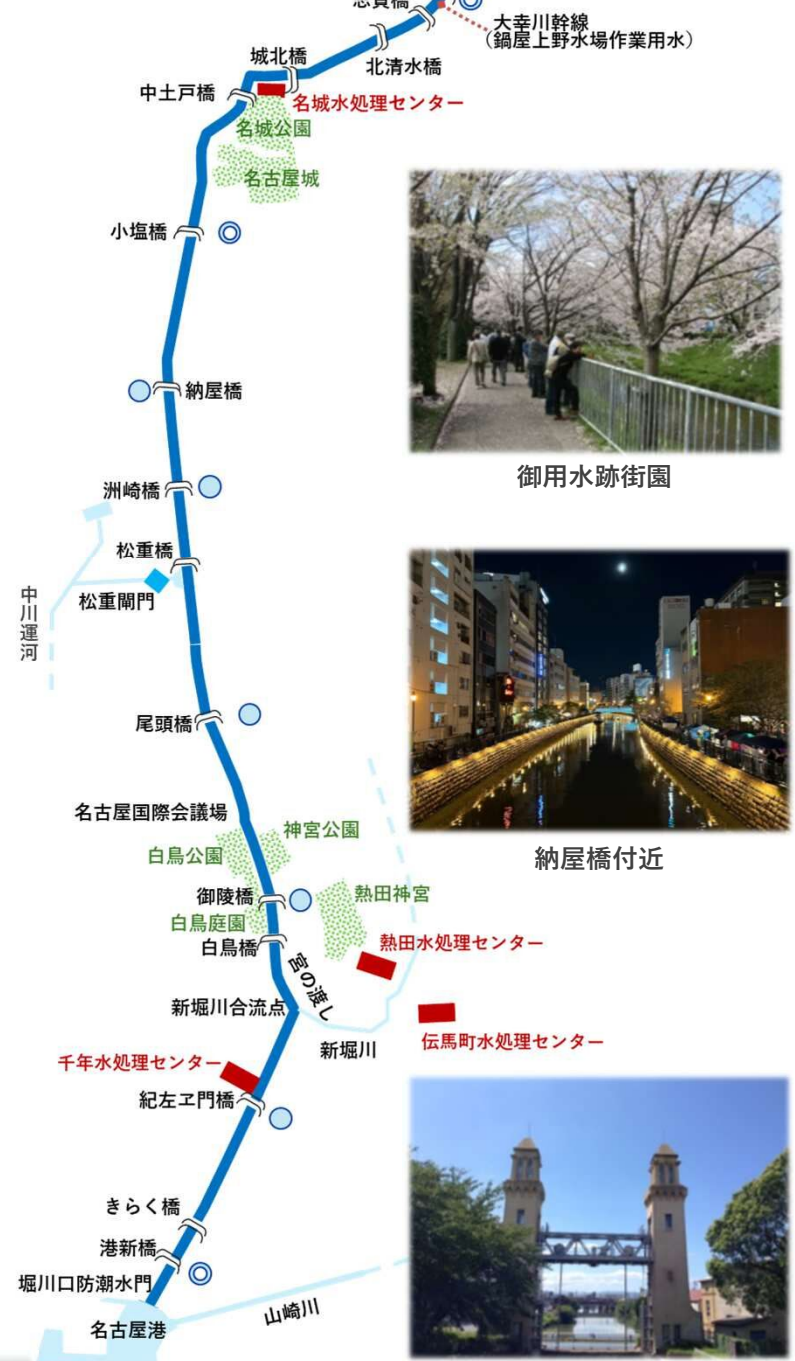 志賀橋
大幸川幹線
（鍋屋上野水場作業用水）
城北橋
北清水橋
中土戸橋
名城水処理センター
名城公園
名古屋城
小塩橋
納屋橋
御用水跡街園
洲崎橋
松重橋
松重閘門
中川運河
尾頭橋
名古屋国際会議場
神宮公園
白鳥公園
納屋橋付近
御陵橋
熱田神宮
白鳥庭園
白鳥橋
熱田水処理センター
宮の渡し
新堀川合流点
新堀川
伝馬町水処理センター
千年水処理センター
紀左ヱ門橋
きらく橋
港新橋
堀川口防潮水門
山崎川
名古屋港